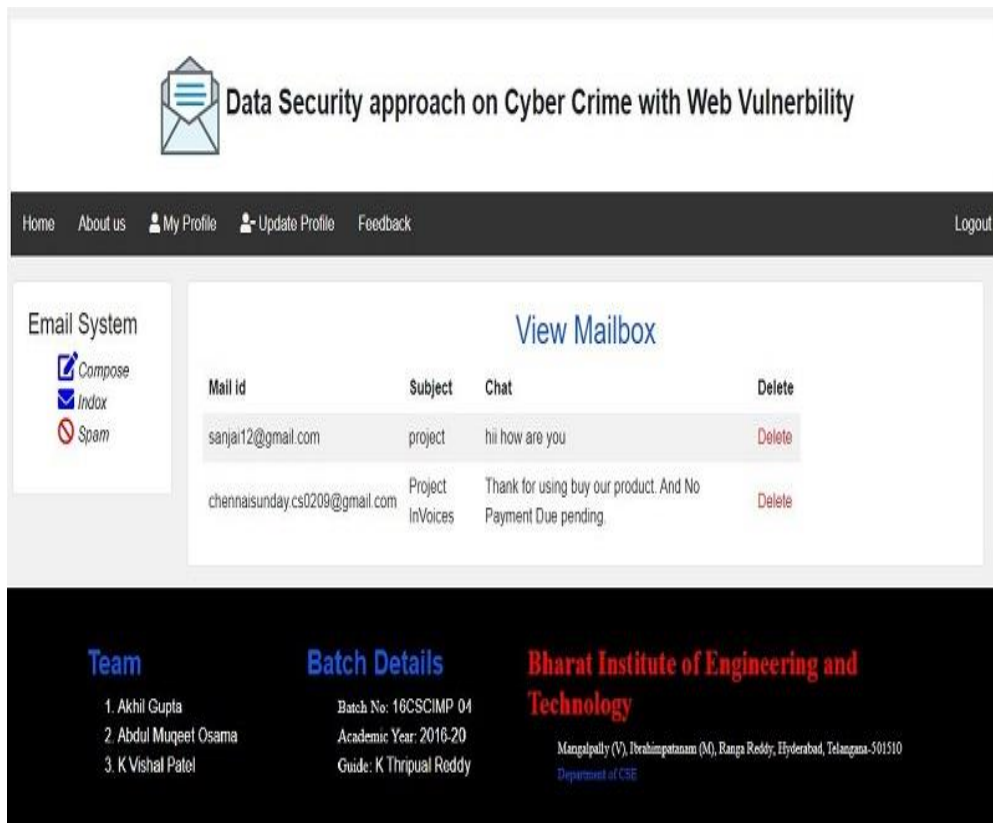 Data Security approach on Cyber Crime with Web Vulnerbility
Home About us My Profile Update Profile Feedback Logout
Email System
Compose
Indox
Spam
View Mailbox
Mail id Subject Chat Delete
sanjai12@gmail.com project hii how are you Delete
chennaisunday.cs0209@gmail.com Project InVoices Thank for using buy our product. And No Payment Due pending. Delete
Team
1. Akhil Gupta
2. Abdul Muqeet Osama
3. K Vishal Patel
Batch Details
Batch No: 16CSCIMP 04
Academic Year: 2016-20
Guide: K Thripual Reddy
Bharat Institute of Engineering and
Technology
Mangalpally (V), Ibrahimpatanam (M), Ranga Reddy, Hyderabad, Telangana-501510
Department of CSE